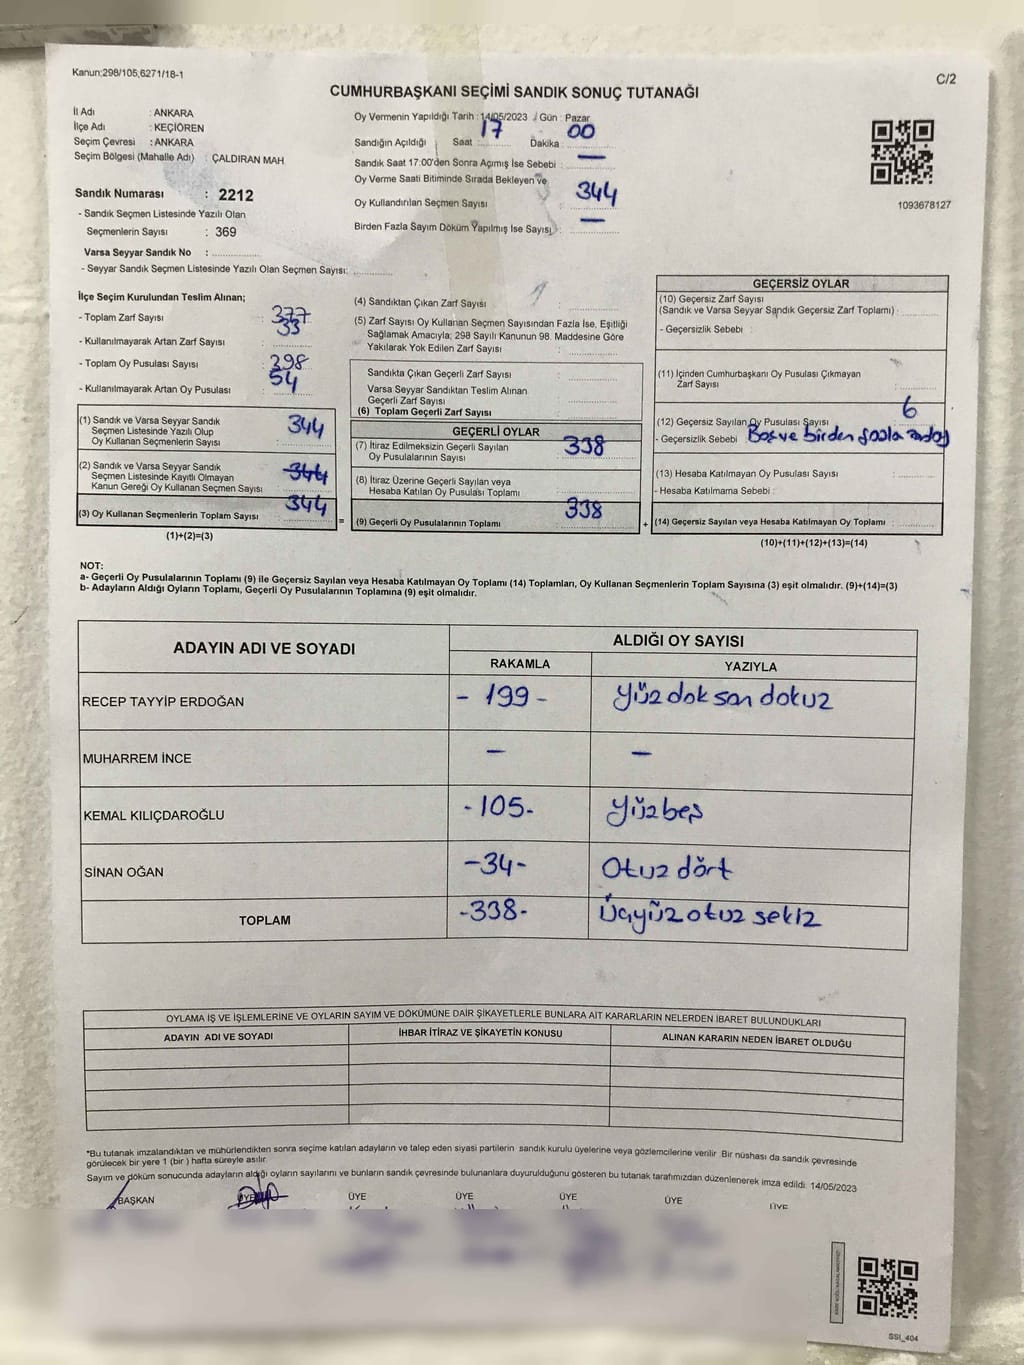 Kanun:298/105,6271/18-1
C/2
CUMHURBAŞKANI SEÇİMİ SANDIK SONUÇ TUTANAĞI
İl Adı : ANKARA
İlçe Adı : KEÇİÖREN
Seçim Çevresi : ANKARA
Seçim Bölgesi (Mahalle Adı) : ÇALDIRAN MAH
Sandık Numarası : 2212
- Sandık Seçmen Listesinde Yazılı Olan
Seçmenlerin Sayısı : 369
Varsa Seyyar Sandık No :
- Seyyar Sandık Seçmen Listesinde Yazılı Olan Seçmen Sayısı:
Oy Vermenin Yapıldığı Tarih : 14/05/2023 / Gün : Pazar
Sandığın Açıldığı Saat 17 Dakika 00
Sandık Saat 17:00'den Sonra Açımış İse Sebebi : —
Oy Verme Saati Bitiminde Sırada Bekleyen ve
Oy Kullandırılan Seçmen Sayısı : 344
Birden Fazla Sayım Döküm Yapılmış İse Sayısı : —
1093678127
İlçe Seçim Kurulundan Teslim Alınan;
- Toplam Zarf Sayısı : 377
- Kullanılmayarak Artan Zarf Sayısı : 33
- Toplam Oy Pusulası Sayısı : 398
- Kullanılmayarak Artan Oy Pusulası : 54
(1) Sandık ve Varsa Seyyar Sandık
Seçmen Listesinde Yazılı Olup
Oy Kullanan Seçmenlerin Sayısı : 344
(2) Sandık ve Varsa Seyyar Sandık
Seçmen Listesinde Kayıtlı Olmayan
Kanun Gereği Oy Kullanan Seçmen Sayısı : 344
(3) Oy Kullanan Seçmenlerin Toplam Sayısı : 344
(1)+(2)=(3)
(4) Sandıktan Çıkan Zarf Sayısı :
(5) Zarf Sayısı Oy Kullanan Seçmen Sayısından Fazla İse, Eşitliği
Sağlamak Amacıyla; 298 Sayılı Kanunun 98. Maddesine Göre
Yakılarak Yok Edilen Zarf Sayısı :
Sandıkta Çıkan Geçerli Zarf Sayısı
Varsa Seyyar Sandıktan Teslim Alınan
Geçerli Zarf Sayısı :
(6) Toplam Geçerli Zarf Sayısı
GEÇERLİ OYLAR
(7) İtiraz Edilmeksizin Geçerli Sayılan
Oy Pusulalarının Sayısı : 338
(8) İtiraz Üzerine Geçerli Sayılan veya
Hesaba Katılan Oy Pusulası Toplamı :
= (9) Geçerli Oy Pusulalarının Toplamı : 338
GEÇERSİZ OYLAR
(10) Geçersiz Zarf Sayısı
(Sandık ve Varsa Seyyar Sandık Geçersiz Zarf Toplamı) :
- Geçersizlik Sebebi :
(11) İçinden Cumhurbaşkanı Oy Pusulası Çıkmayan
Zarf Sayısı :
(12) Geçersiz Sayılan Oy Pusulası Sayısı : 6
- Geçersizlik Sebebi : Boş ve birden fazla
(13) Hesaba Katılmayan Oy Pusulası Sayısı :
- Hesaba Katılmama Sebebi :
+ (14) Geçersiz Sayılan veya Hesaba Katılmayan Oy Toplamı :
(10)+(11)+(12)+(13)=(14)
NOT:
a- Geçerli Oy Pusulalarının Toplamı (9) ile Geçersiz Sayılan veya Hesaba Katılmayan Oy Toplamı (14) Toplamları, Oy Kullanan Seçmenlerin Toplam Sayısına (3) eşit olmalıdır. (9)+(14)=(3)
b- Adayların Aldığı Oyların Toplamı, Geçerli Oy Pusulalarının Toplamına (9) eşit olmalıdır.
ADAYIN ADI VE SOYADI ALDIĞI OY SAYISI
RAKAMLA YAZIYLA
RECEP TAYYİP ERDOĞAN - 199 - Yüz doksan dokuz
MUHARREM İNCE — —
KEMAL KILIÇDAROĞLU - 105 - Yüzbeş
SİNAN OĞAN - 34 - Otuz dört
TOPLAM - 338 - Üçyüz otuz sekiz
OYLAMA İŞ VE İŞLEMLERİNE VE OYLARIN SAYIM VE DÖKÜMÜNE DAİR ŞİKAYETLERLE BUNLARA AİT KARARLARIN NELERDEN İBARET BULUNDUKLARI
ADAYIN ADI VE SOYADI İHBAR İTİRAZ VE ŞİKAYETİN KONUSU ALINAN KARARIN NEDEN İBARET OLDUĞU
*Bu tutanak imzalandıktan ve mühürlendikten sonra seçime katılan adayların ve talep eden siyasi partilerin sandık kurulu üyelerine veya gözlemcilerine verilir. Bir nüshası da sandık çevresinde
görülecek bir yere 1 (bir ) hafta süreyle asılır.
Sayım ve döküm sonucunda adayların aldığı oyların sayılarını ve bunların sandık çevresinde bulunanlara duyurulduğunu gösteren bu tutanak tarafımızdan düzenlenerek imza edildi. 14/05/2023
BAŞKAN ÜYE ÜYE ÜYE ÜYE ÜYE ÜYE
SSI_404